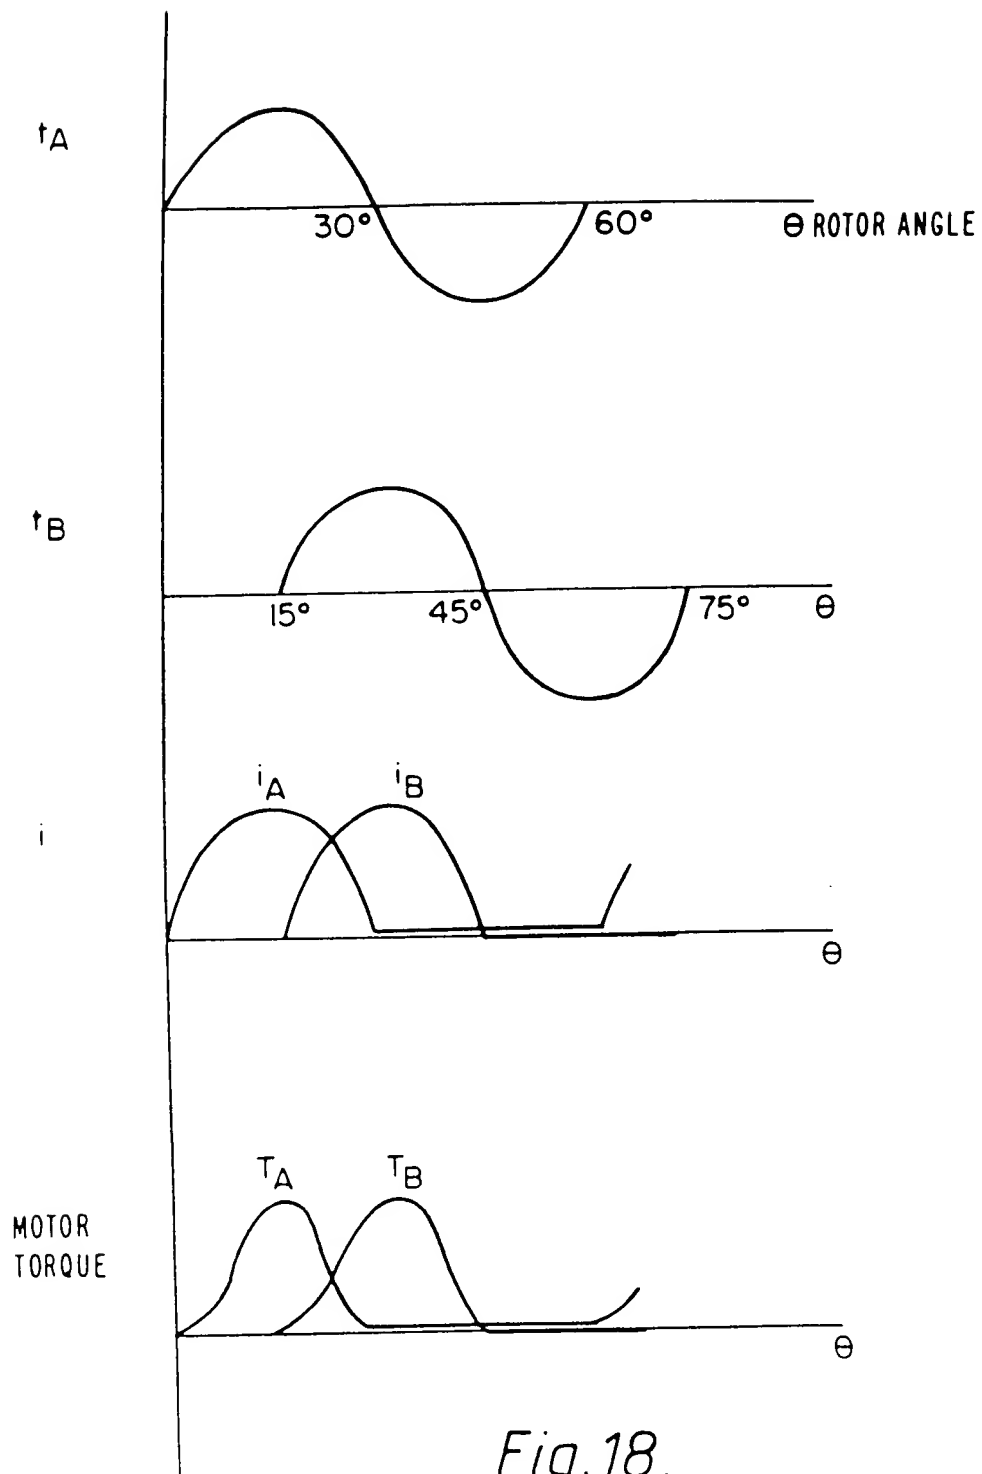 tA
30° 60° θ ROTOR ANGLE
tB
15° 45° 75° θ
iA iB
i
θ
TA TB
MOTOR
TORQUE
θ
Fig.18.